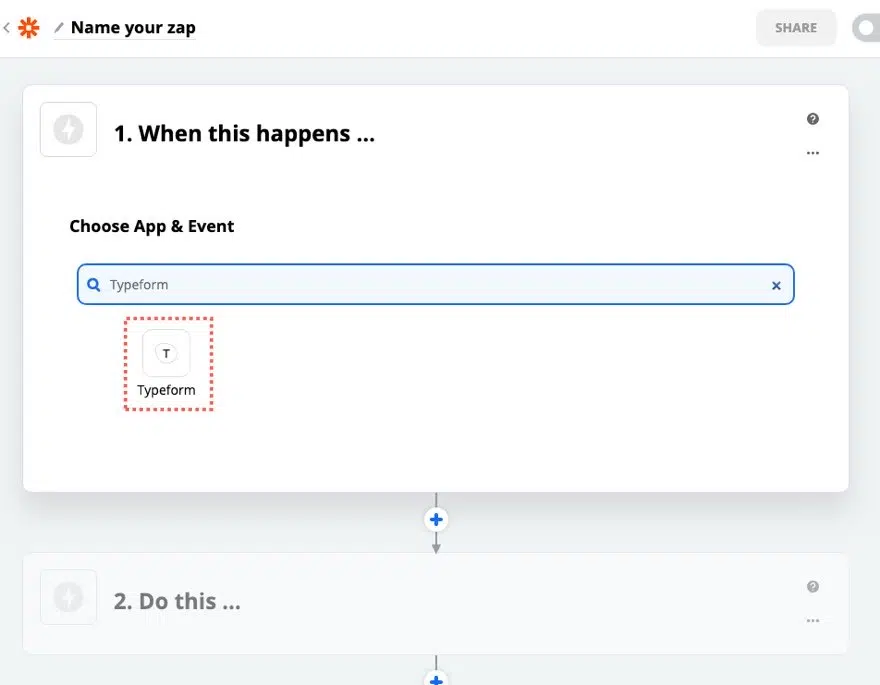 Name your zap
SHARE
1. When this happens ...
?
...
Choose App & Event
Typeform
T
Typeform
2. Do this ...
?
...